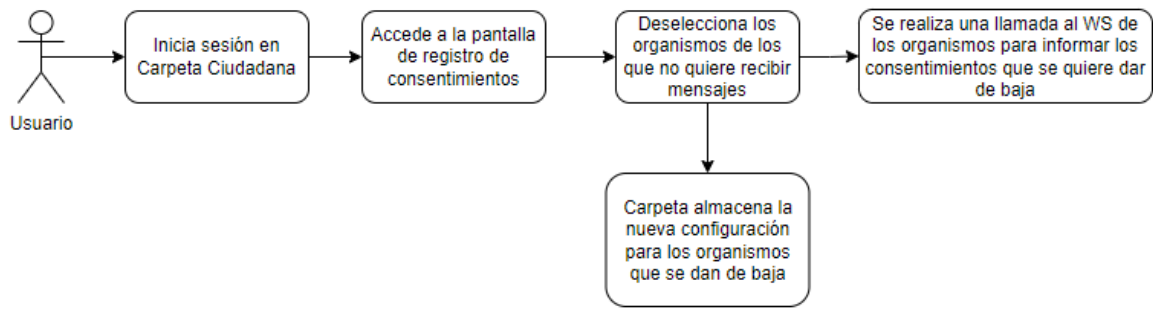 Usuario
Inicia sesión en
Carpeta Ciudadana
Accede a la pantalla
de registro de
consentimientos
Deselecciona los
organismos de los
que no quiere recibir
mensajes
Se realiza una llamada al WS de
los organismos para informar los
consentimientos que se quiere dar
de baja
Carpeta almacena la
nueva configuración
para los organismos
que se dan de baja